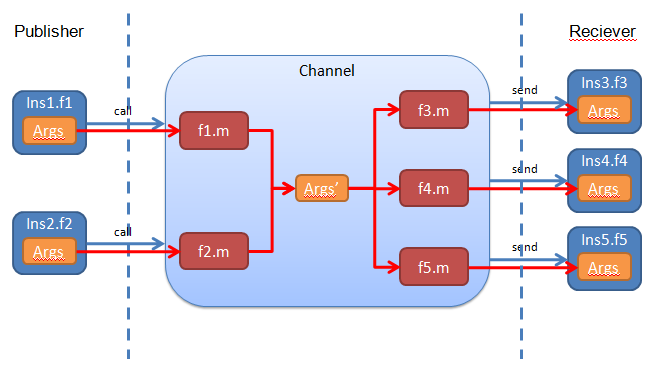 Publisher
Reciever
Channel
Ins1.f1
Args
call
f1.m
Ins2.f2
Args
call
f2.m
Args’
f3.m
f4.m
f5.m
send
Ins3.f3
Args
send
Ins4.f4
Args
send
Ins5.f5
Args